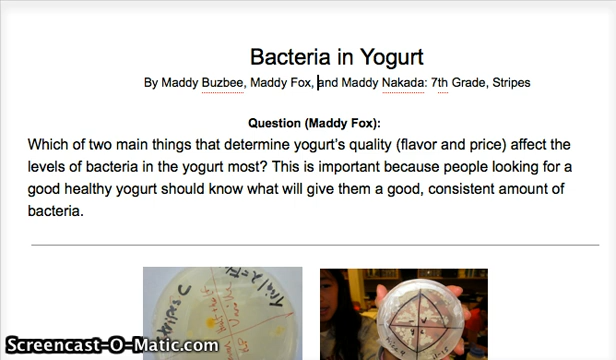 Bacteria in Yogurt
By Maddy Buzbee, Maddy Fox, and Maddy Nakada: 7th Grade, Stripes
Question (Maddy Fox):
Which of two main things that determine yogurt's quality (flavor and price) affect the
levels of bacteria in the yogurt most? This is important because people looking for a
good healthy yogurt should know what will give them a good, consistent amount of
bacteria.
Stripes C
Screencast-O-Matic.com